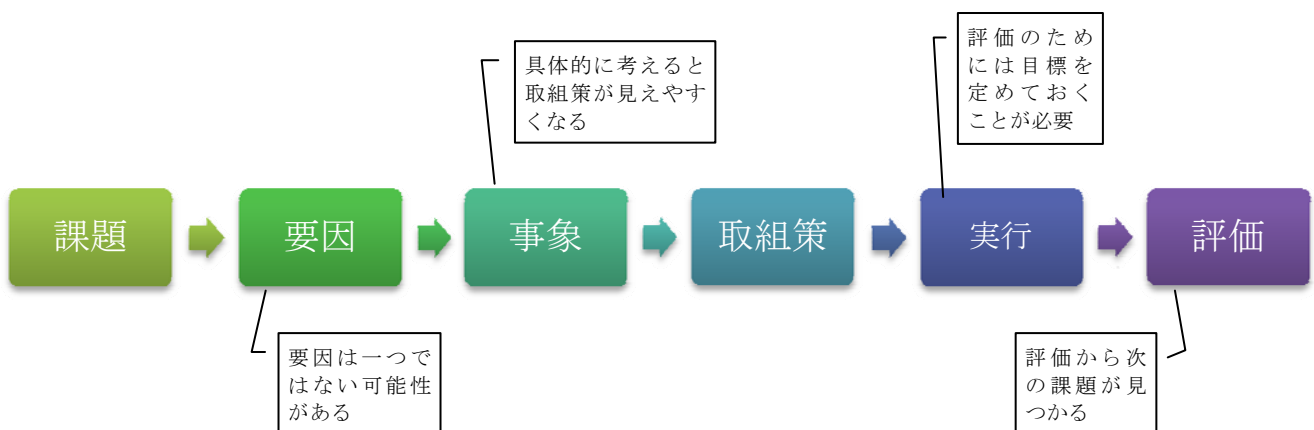 具体的に考えると
取組策が見えやす
くなる
評価のため
には目標を
定めておく
ことが必要
課題
要因
事象
取組策
実行
評価
要因は一つで
はない可能性
がある
評価から次
の課題が見
つかる